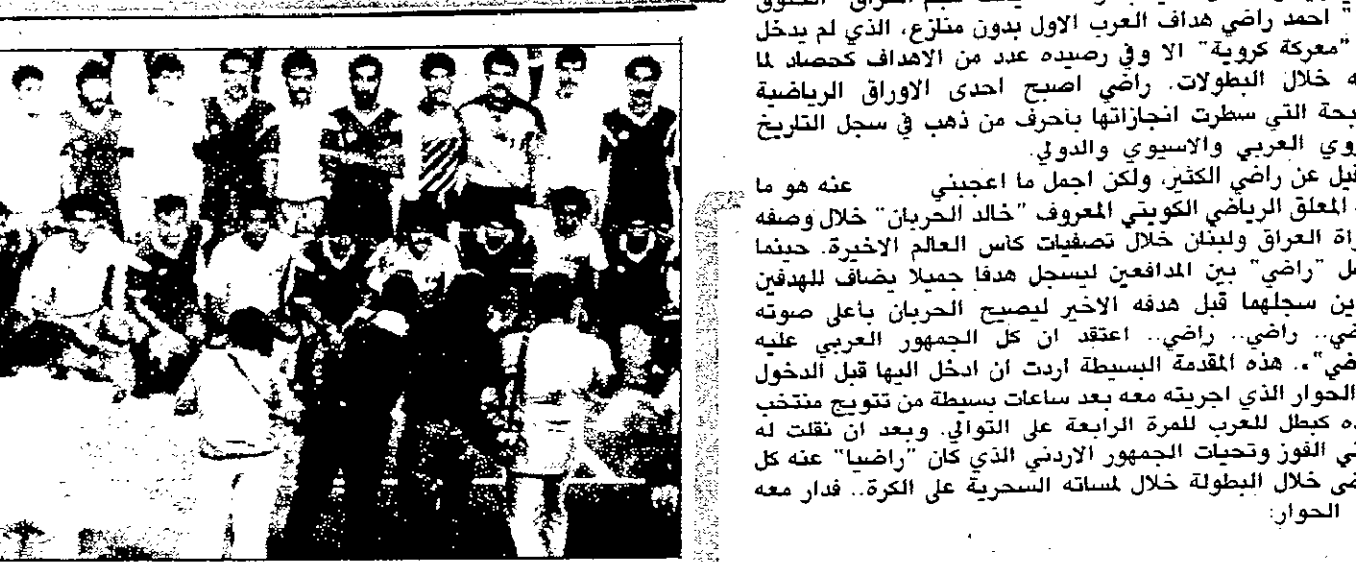 احمد راضي هداف العرب الاول بدون منازع، الذي لم يدخل
"معركة كروية" الا وفي رصيده عدد من الاهداف كحصاد لما
خلال البطولات. راضي اصبح احدى الاوراق الرياضية
التي سطرت انجازاتها باحرف من ذهب في سجل التاريخ
العربي والاسيوي والدولي.
قيل عن راضي الكثير، ولكن اجمل ما اعجبني عنه هو ما
المعلق الرياضي الكويتي المعروف "خالد الحربان" خلال وصفه
العراق ولبنان خلال تصفيات كأس العالم الاخيرة. حينما
"راضي" بين المدافعين ليسجل هدفا جميلا يضاف للهدفين
سجلهما قبل هدفه الاخير ليصيح الحربان بأعلى صوته
راضي.. راضي.. اعتقد ان كل الجمهور العربي عليه
هذه المقدمة البسيطة اردت ان ادخل اليها قبل الدخول
الحوار الذي اجريته معه بعد ساعات بسيطة من تتويج منتخب
كبطل للعرب للمرة الرابعة على التوالي. وبعد ان نقلت له
الفوز وتحيات الجمهور الاردني الذي كان "راضيا" عنه كل
خلال البطولة خلال لمساته السحرية على الكرة.. فدار معه
الحوار: